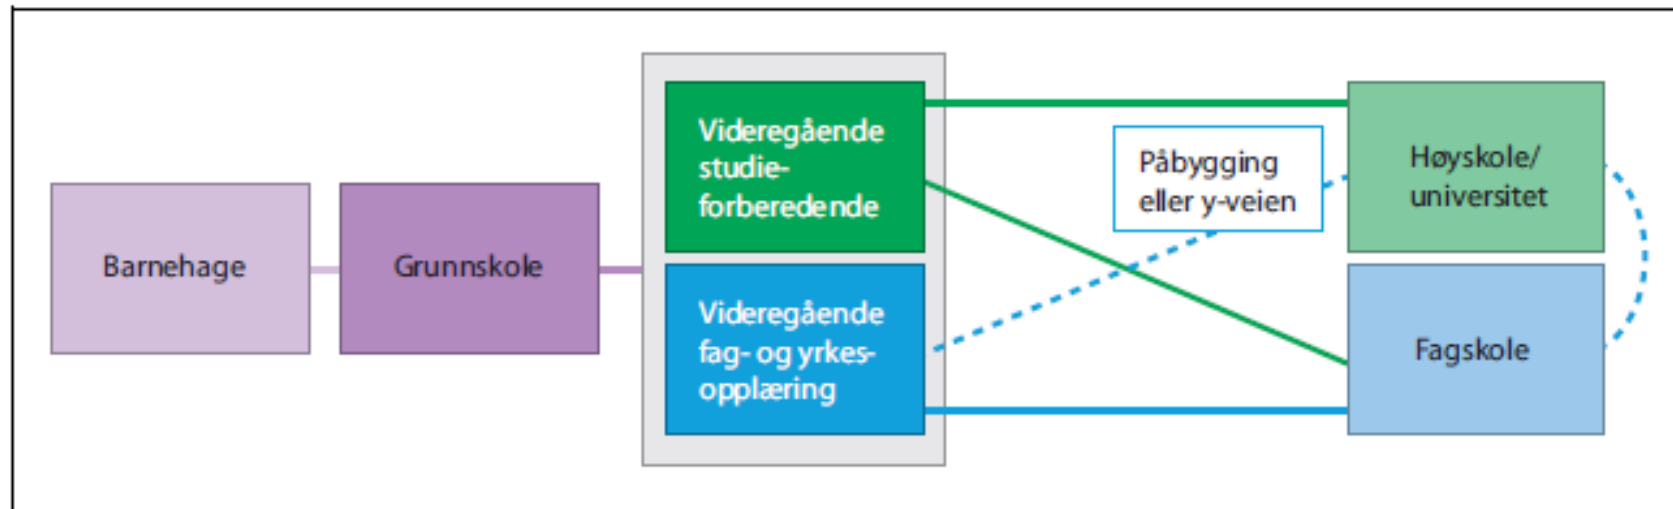 Barnehage
Grunnskole
Videregående
studie-
forberedende
Videregående
fag- og yrkes-
opplæring
Påbygging
eller y-veien
Høyskole/
universitet
Fagskole